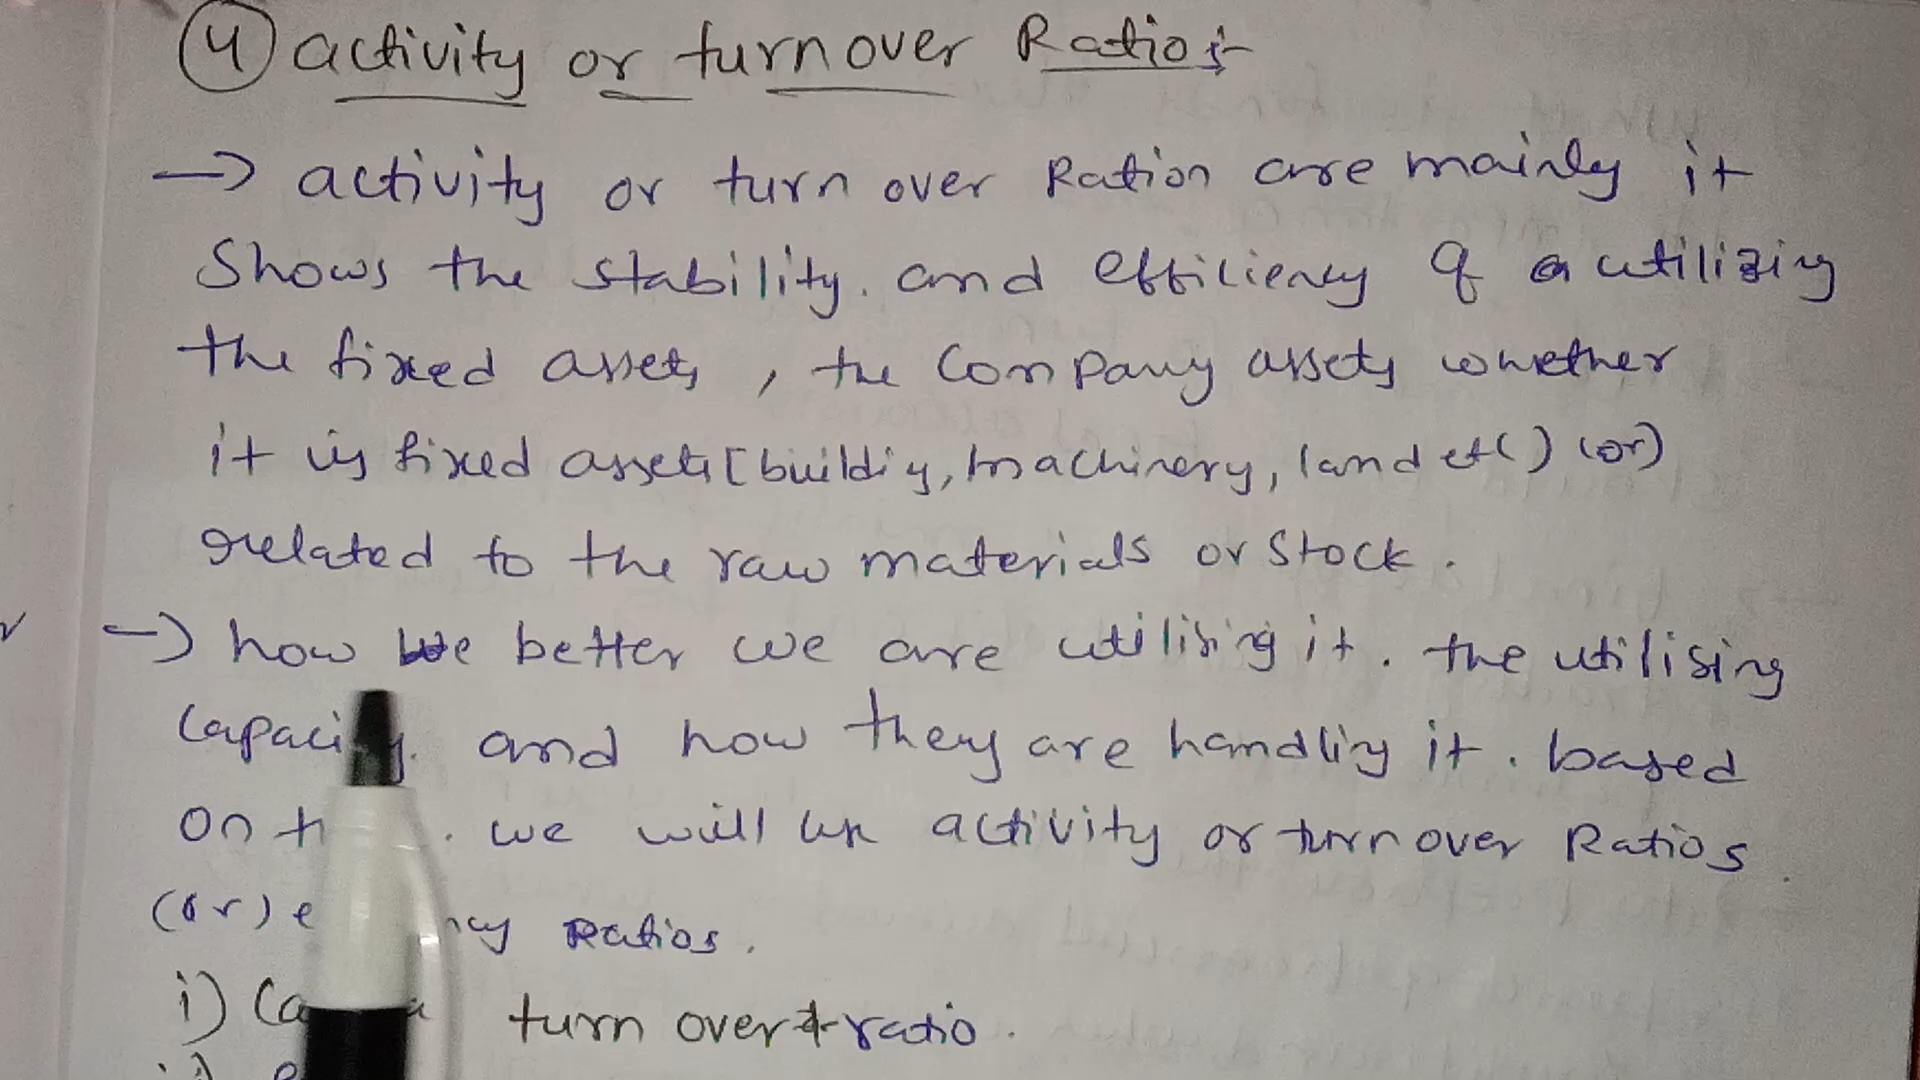 ④ activity or turnover Ratios:-
→ activity or turn over Ration are mainly it
Shows the stability. and efficiency of utilizing
the fixed assets, the Company assets whether
it is fixed assets [building, machinery, land etc) (or)
related to the raw materials or Stock.
→ how we better we are utilising it. the utilising
capacity. and how they are handling it. based
on we will use activity or turnover Ratios.
(or) Ratios.
i) turn over ratio.